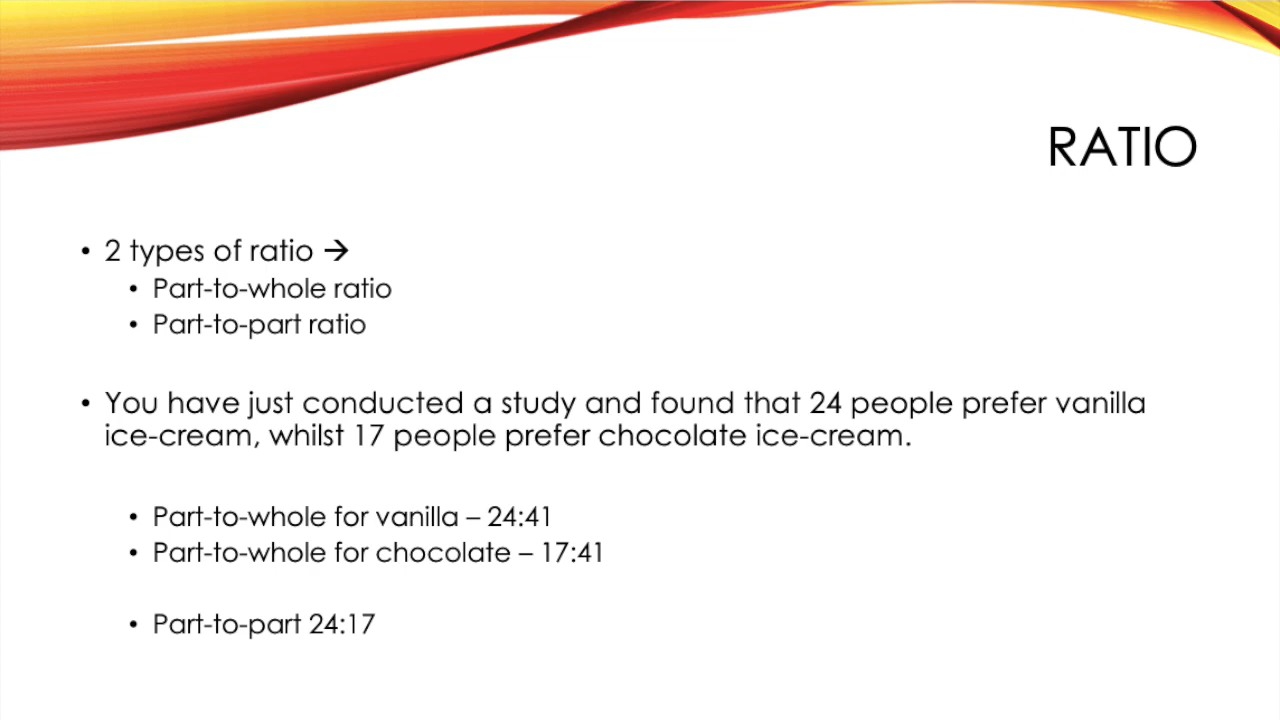 RATIO
• 2 types of ratio →
• Part-to-whole ratio
• Part-to-part ratio
• You have just conducted a study and found that 24 people prefer vanilla
ice-cream, whilst 17 people prefer chocolate ice-cream.
• Part-to-whole for vanilla – 24:41
• Part-to-whole for chocolate – 17:41
• Part-to-part 24:17